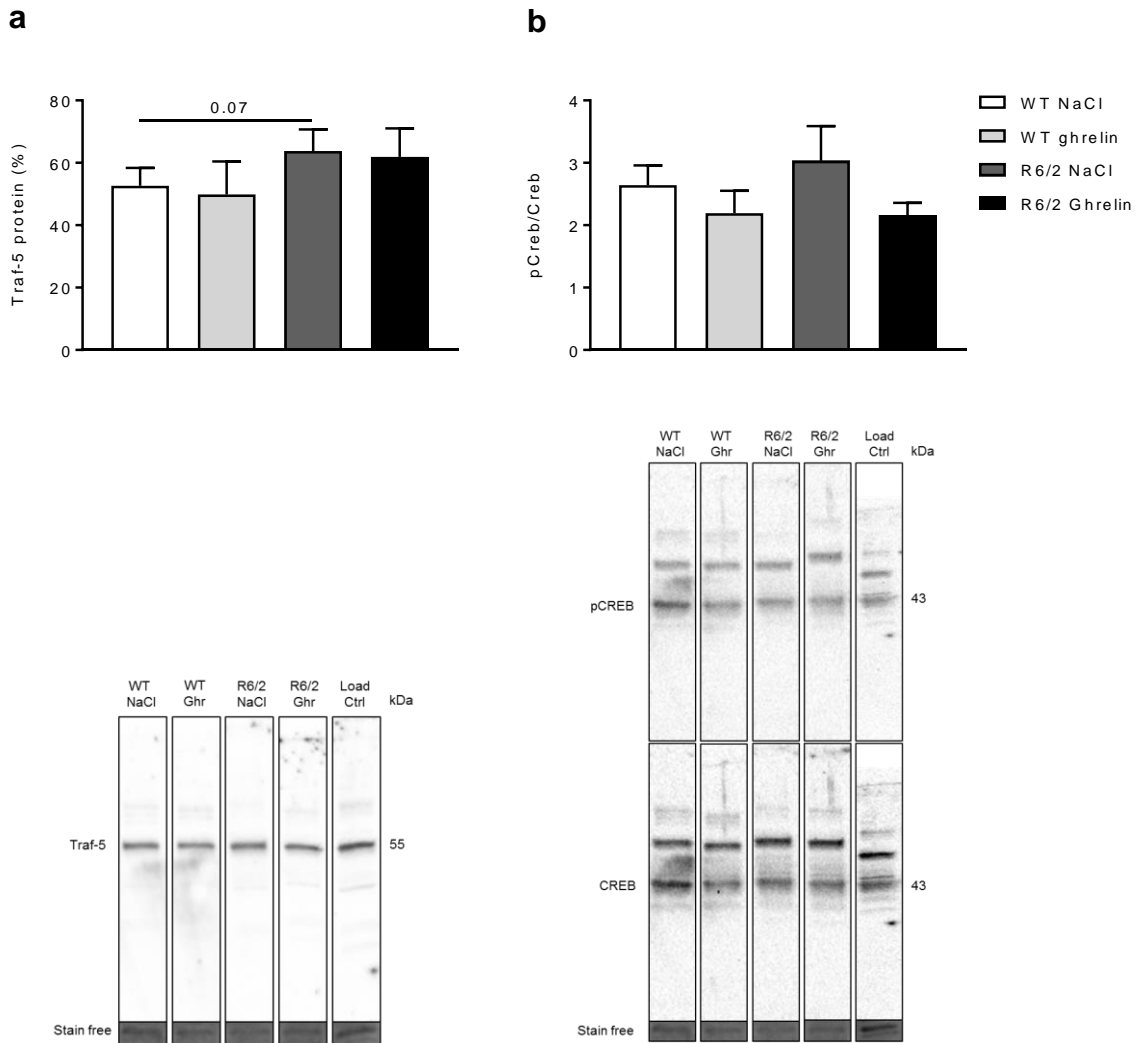 a
b
80
60
40
20
0
Traf-5 protein (%)
0.07
4
3
2
1
0
pCreb/Creb
WT NaCl
WT ghrelin
R6/2 NaCl
R6/2 Ghrelin
WT NaCl
WT Ghr
R6/2 NaCl
R6/2 Ghr
Load Ctrl
kDa
pCREB
43
CREB
43
Stain free
WT NaCl
WT Ghr
R6/2 NaCl
R6/2 Ghr
Load Ctrl
kDa
Traf-5
55
Stain free